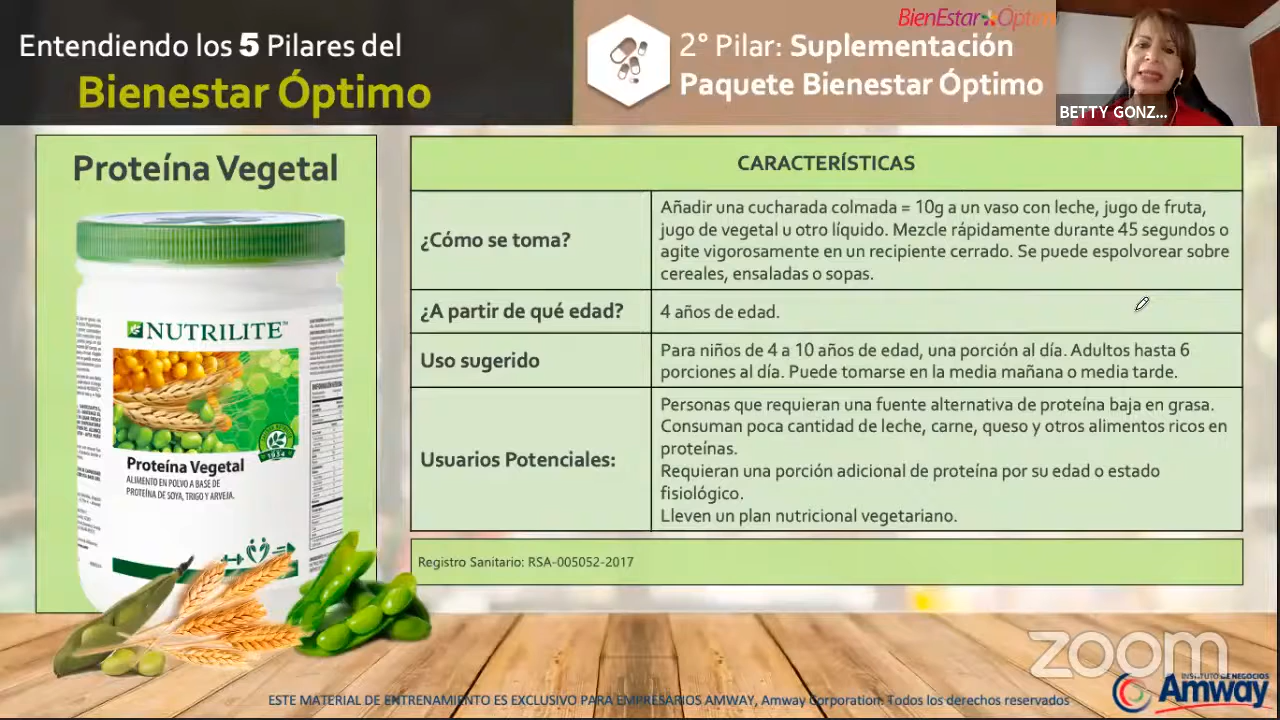 Entendiendo los 5 Pilares del
Bienestar Óptimo
2° Pilar: Suplementación
Paquete Bienestar Óptimo
BienEstar Óptimo
BETTY GONZ...
Proteína Vegetal
NUTRILITE™
Proteína Vegetal
ALIMENTO EN POLVO A BASE DE
PROTEÍNA DE SOYA, TRIGO Y ARVEJA.
CARACTERÍSTICAS
¿Cómo se toma?
Añadir una cucharada colmada = 10g a un vaso con leche, jugo de fruta,
jugo de vegetal u otro líquido. Mezcle rápidamente durante 45 segundos o
agite vigorosamente en un recipiente cerrado. Se puede espolvorear sobre
cereales, ensaladas o sopas.
¿A partir de qué edad?
4 años de edad.
Uso sugerido
Para niños de 4 a 10 años de edad, una porción al día. Adultos hasta 6
porciones al día. Puede tomarse en la media mañana o media tarde.
Usuarios Potenciales:
Personas que requieran una fuente alternativa de proteína baja en grasa.
Consuman poca cantidad de leche, carne, queso y otros alimentos ricos en
proteínas.
Requieran una porción adicional de proteína por su edad o estado
fisiológico.
Lleven un plan nutricional vegetariano.
Registro Sanitario: RSA-005052-2017
zoom
INSTITUTO DE NEGOCIOS
Amway
ESTE MATERIAL DE ENTRENAMIENTO ES EXCLUSIVO PARA EMPRESARIOS AMWAY, Amway Corporation. Todos los derechos reservados